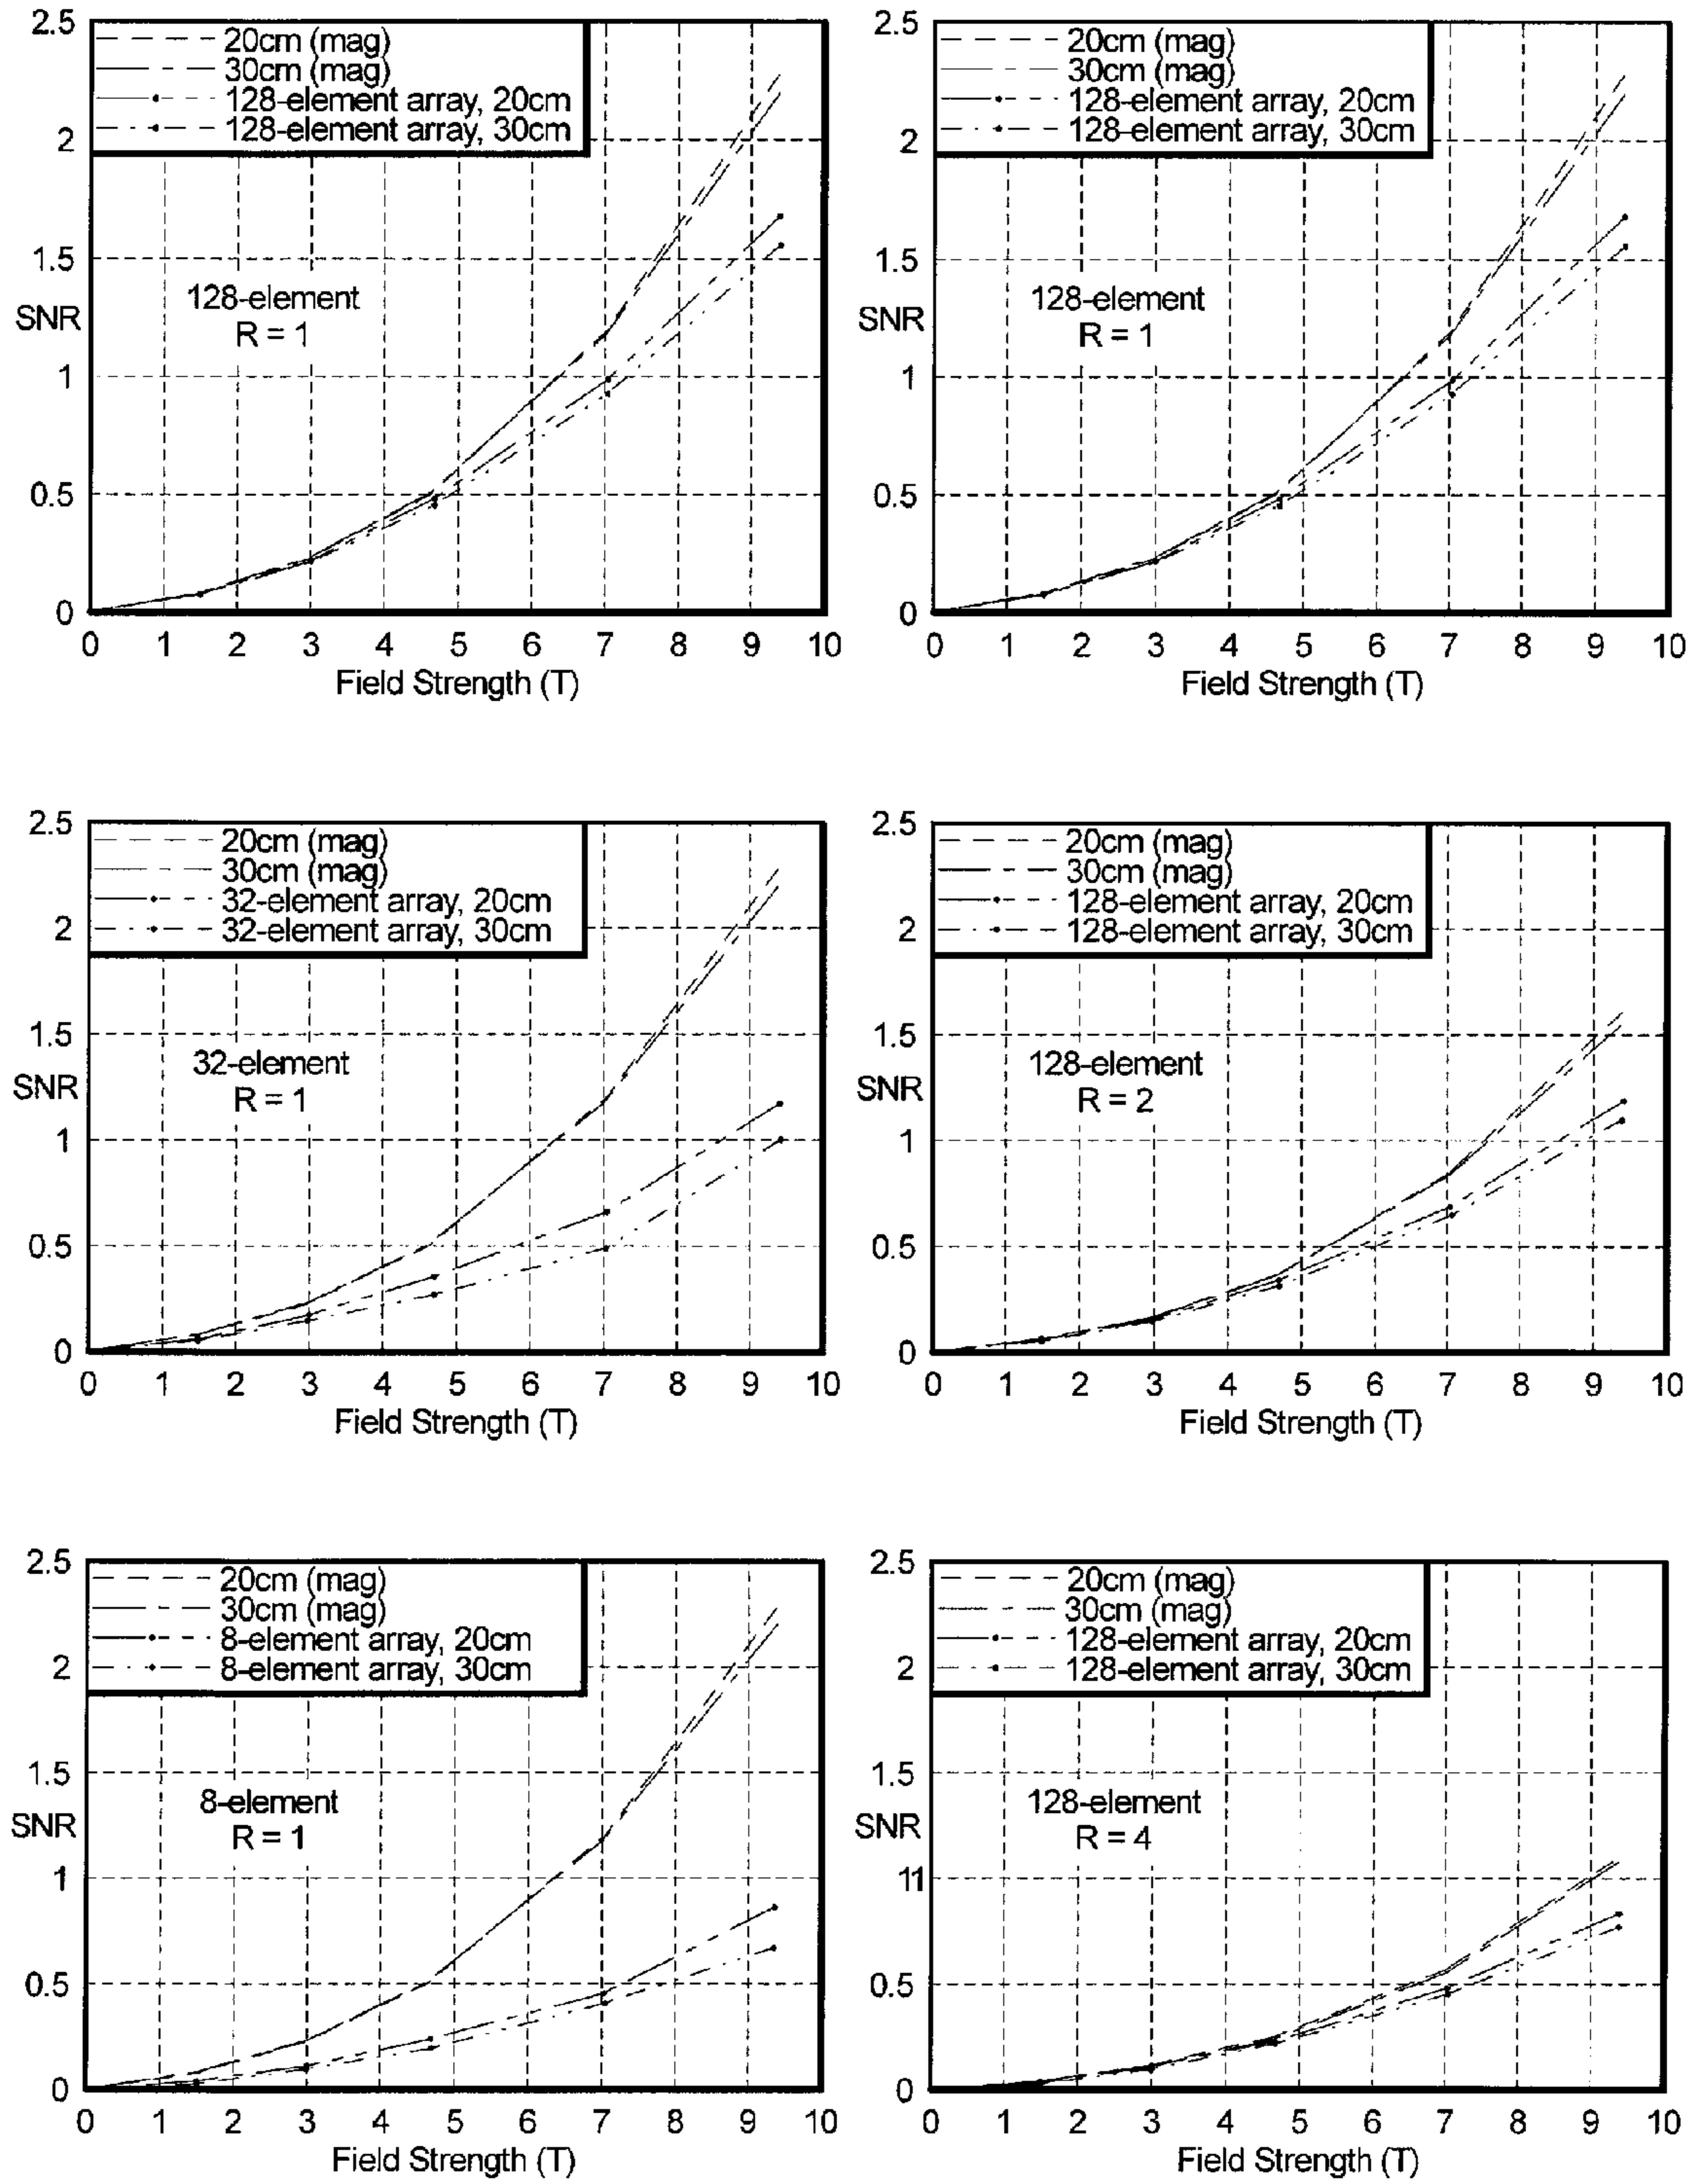 2.5
20cm (mag)
30cm (mag)
128-element array, 20cm
128-element array, 30cm
2
1.5
128-element
R = 1
SNR
1
0.5
0
0 1 2 3 4 5 6 7 8 9 10
Field Strength (T)
2.5
20cm (mag)
30cm (mag)
128-element array, 20cm
128-element array, 30cm
2
1.5
128-element
R = 1
SNR
1
0.5
0
0 1 2 3 4 5 6 7 8 9 10
Field Strength (T)
2.5
20cm (mag)
30cm (mag)
32-element array, 20cm
32-element array, 30cm
2
1.5
32-element
R = 1
SNR
1
0.5
0
0 1 2 3 4 5 6 7 8 9 10
Field Strength (T)
2.5
20cm (mag)
30cm (mag)
128-element array, 20cm
128-element array, 30cm
2
1.5
128-element
R = 2
SNR
1
0.5
0
0 1 2 3 4 5 6 7 8 9 10
Field Strength (T)
2.5
20cm (mag)
30cm (mag)
8-element array, 20cm
8-element array, 30cm
2
1.5
8-element
R = 1
SNR
1
0.5
0
0 1 2 3 4 5 6 7 8 9 10
Field Strength (T)
2.5
20cm (mag)
30cm (mag)
128-element array, 20cm
128-element array, 30cm
2
1.5
128-element
R = 4
SNR
11
0.5
0
0 1 2 3 4 5 6 7 8 9 10
Field Strength (T)